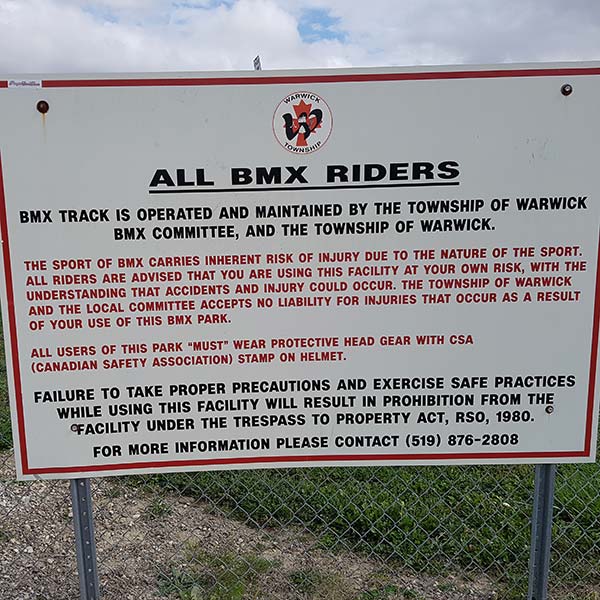 WARWICK
TOWNSHIP
ALL BMX RIDERS
BMX TRACK IS OPERATED AND MAINTAINED BY THE TOWNSHIP OF WARWICK
BMX COMMITTEE, AND THE TOWNSHIP OF WARWICK.
THE SPORT OF BMX CARRIES INHERENT RISK OF INJURY DUE TO THE NATURE OF THE SPORT.
ALL RIDERS ARE ADVISED THAT YOU ARE USING THIS FACILITY AT YOUR OWN RISK, WITH THE
UNDERSTANDING THAT ACCIDENTS AND INJURY COULD OCCUR. THE TOWNSHIP OF WARWICK
AND THE LOCAL COMMITTEE ACCEPTS NO LIABILITY FOR INJURIES THAT OCCUR AS A RESULT
OF YOUR USE OF THIS BMX PARK.
ALL USERS OF THIS PARK "MUST" WEAR PROTECTIVE HEAD GEAR WITH CSA
(CANADIAN SAFETY ASSOCIATION) STAMP ON HELMET.
FAILURE TO TAKE PROPER PRECAUTIONS AND EXERCISE SAFE PRACTICES
WHILE USING THIS FACILITY WILL RESULT IN PROHIBITION FROM THE
FACILITY UNDER THE TRESPASS TO PROPERTY ACT, RSO, 1980.
FOR MORE INFORMATION PLEASE CONTACT (519) 876-2808